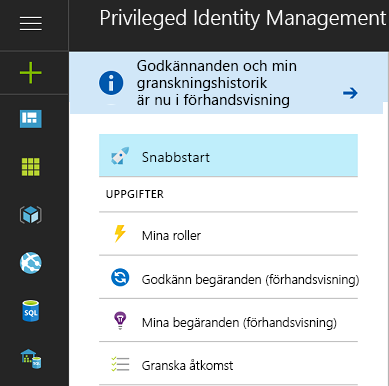 Privileged Identity Management
Godkännanden och min
granskningshistorik
är nu i förhandsvisning
Snabbstart
UPPGIFTER
Mina roller
Godkänn begäranden (förhandsvisning)
Mina begäranden (förhandsvisning)
Granska åtkomst
SQL